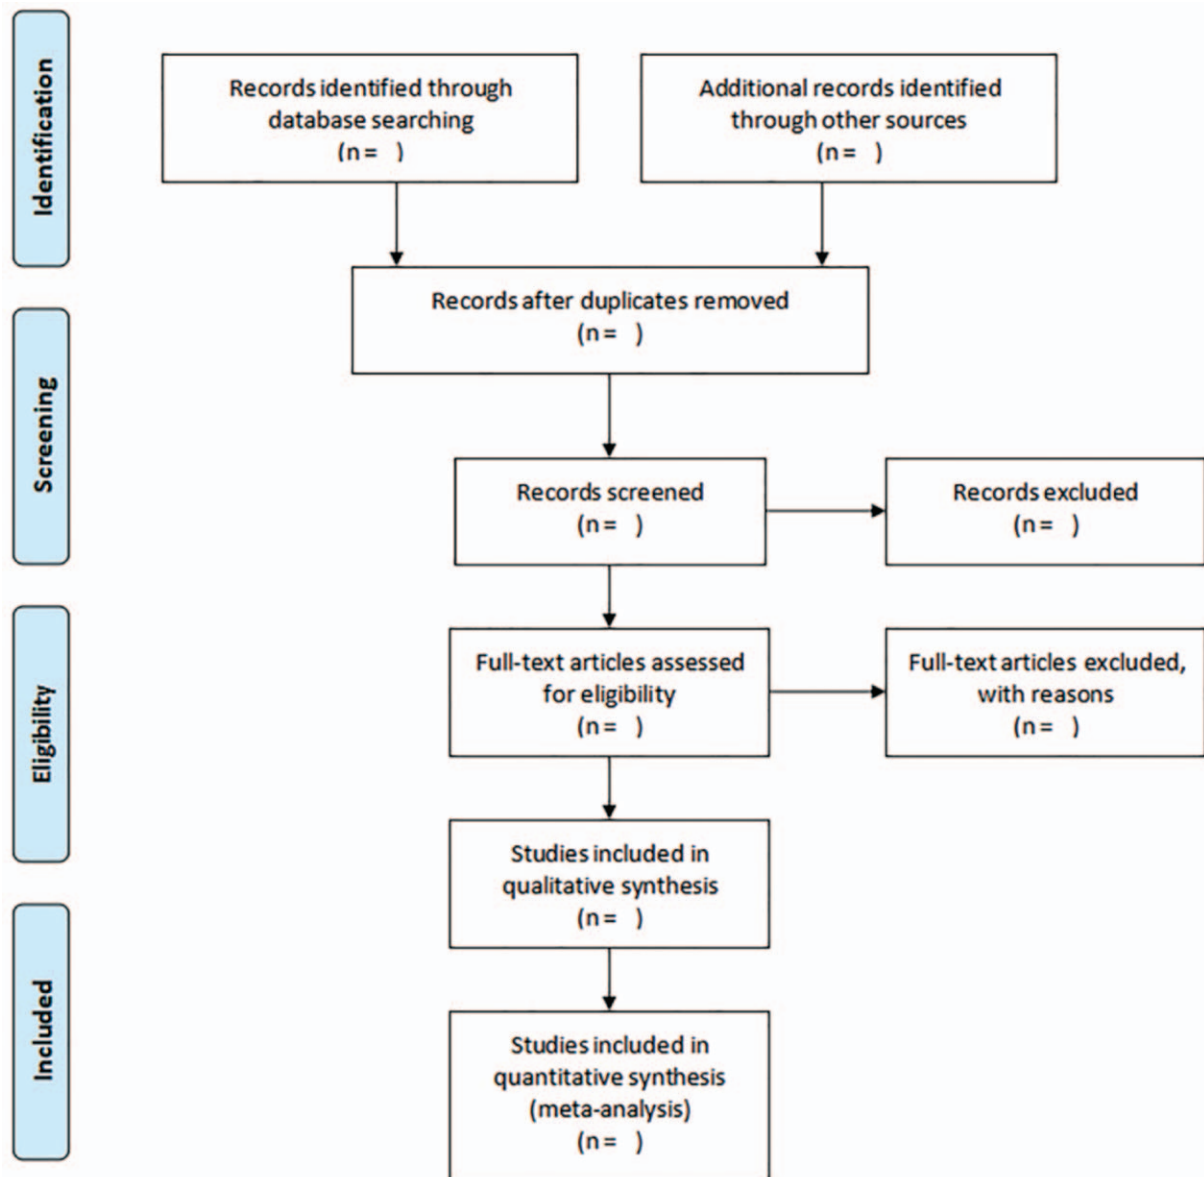 Identification
Records identified through
database searching
(n = )
Additional records identified
through other sources
(n = )
Records after duplicates removed
(n = )
Screening
Records screened
(n = )
Records excluded
(n = )
Eligibility
Full-text articles assessed
for eligibility
(n = )
Full-text articles excluded,
with reasons
(n = )
Studies included in
qualitative synthesis
(n = )
Included
Studies included in
quantitative synthesis
(meta-analysis)
(n = )